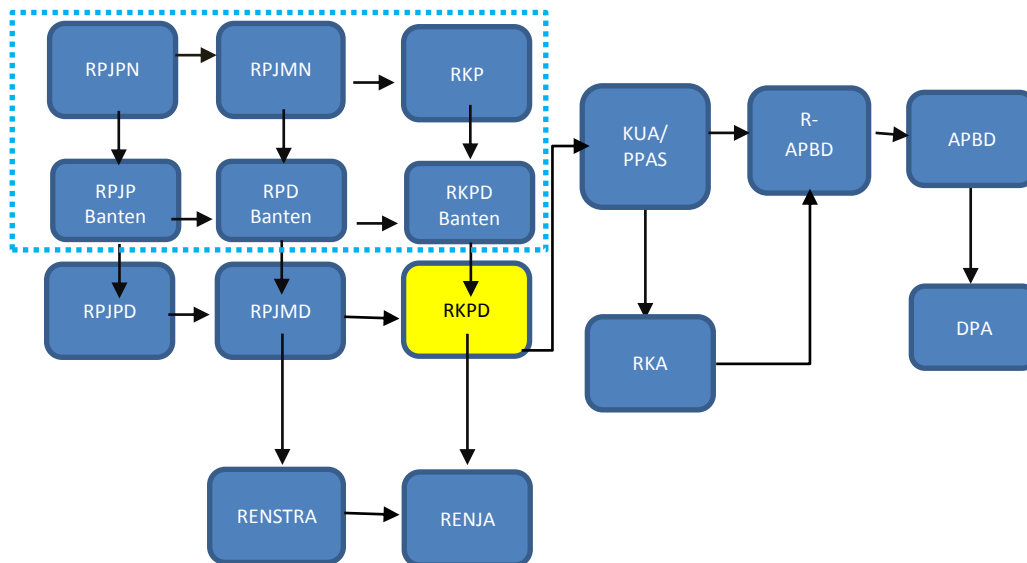 RPJPN
RPJMN
RKP
KUA/
PPAS
R-
APBD
APBD
RPJP
Banten
RPD
Banten
RKPD
Banten
RPJPD
RPJMD
RKPD
RKA
DPA
RENSTRA
RENJA